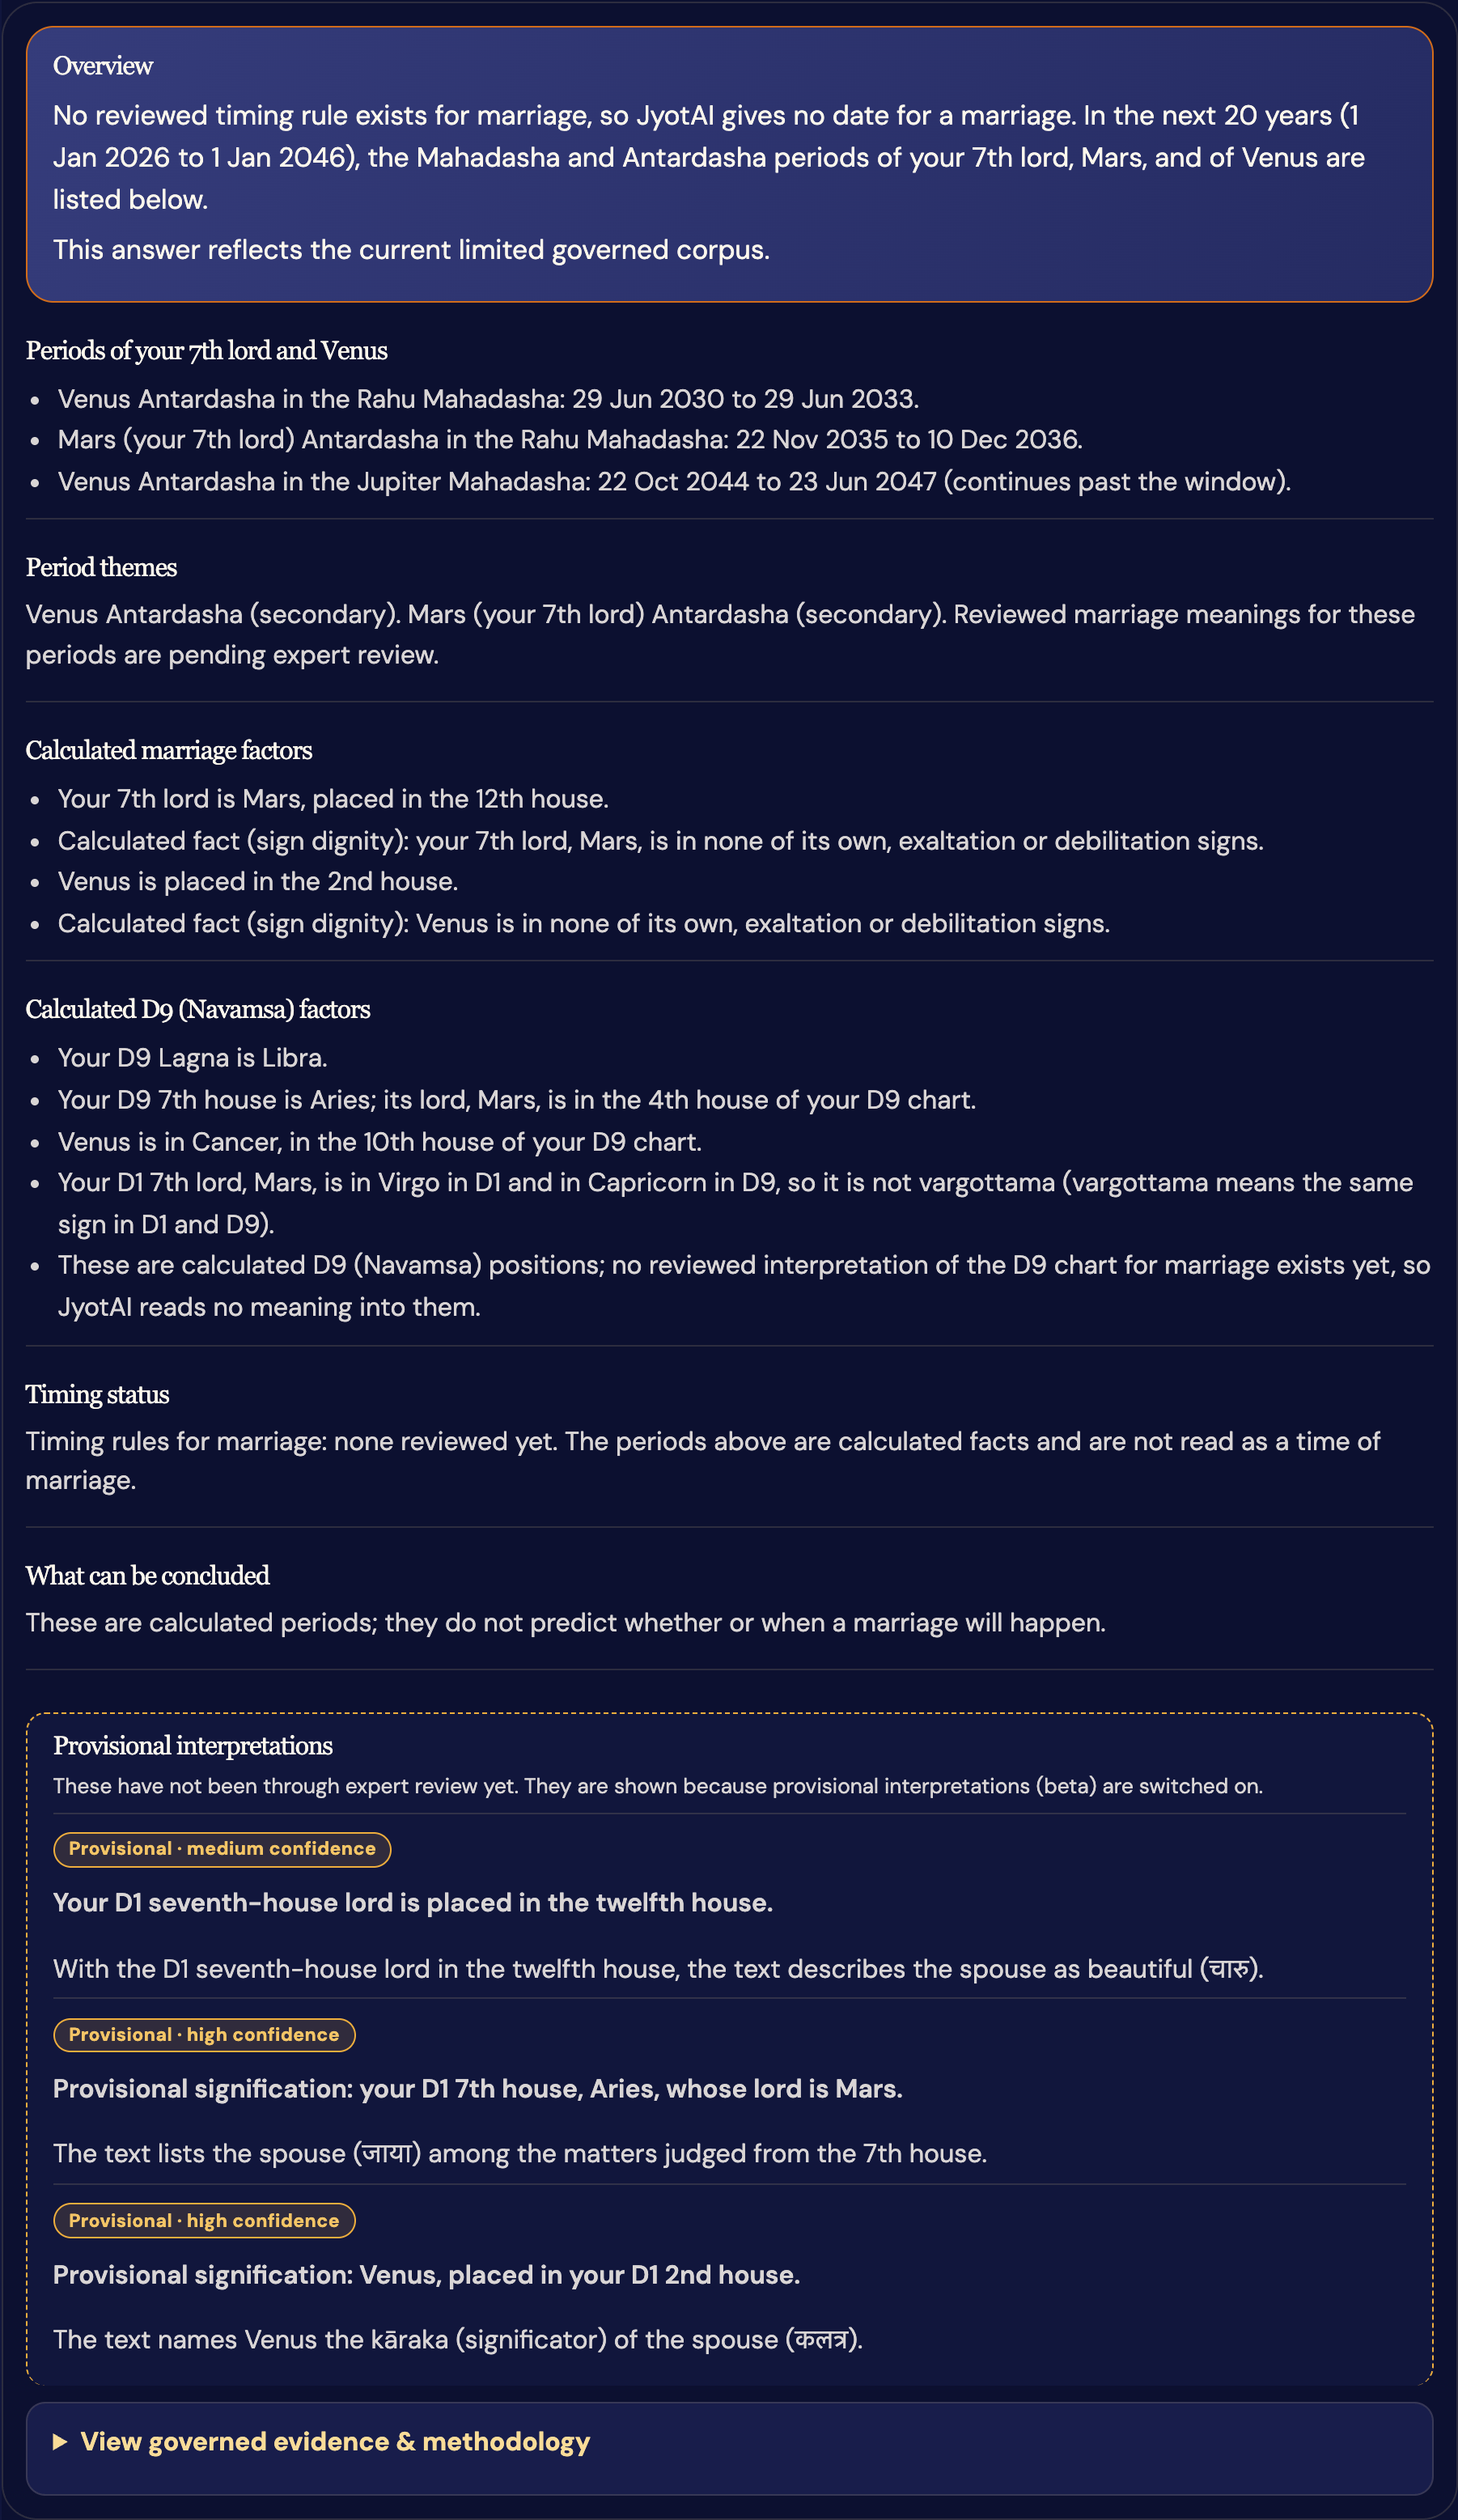 Overview
No reviewed timing rule exists for marriage, so JyotAI gives no date for a marriage. In the next 20 years (1
Jan 2026 to 1 Jan 2046), the Mahadasha and Antardasha periods of your 7th lord, Mars, and of Venus are
listed below.
This answer reflects the current limited governed corpus.
Periods of your 7th lord and Venus
• Venus Antardasha in the Rahu Mahadasha: 29 Jun 2030 to 29 Jun 2033.
• Mars (your 7th lord) Antardasha in the Rahu Mahadasha: 22 Nov 2035 to 10 Dec 2036.
• Venus Antardasha in the Jupiter Mahadasha: 22 Oct 2044 to 23 Jun 2047 (continues past the window).
Period themes
Venus Antardasha (secondary). Mars (your 7th lord) Antardasha (secondary). Reviewed marriage meanings for these
periods are pending expert review.
Calculated marriage factors
• Your 7th lord is Mars, placed in the 12th house.
• Calculated fact (sign dignity): your 7th lord, Mars, is in none of its own, exaltation or debilitation signs.
• Venus is placed in the 2nd house.
• Calculated fact (sign dignity): Venus is in none of its own, exaltation or debilitation signs.
Calculated D9 (Navamsa) factors
• Your D9 Lagna is Libra.
• Your D9 7th house is Aries; its lord, Mars, is in the 4th house of your D9 chart.
• Venus is in Cancer, in the 10th house of your D9 chart.
• Your D1 7th lord, Mars, is in Virgo in D1 and in Capricorn in D9, so it is not vargottama (vargottama means the same
sign in D1 and D9).
• These are calculated D9 (Navamsa) positions; no reviewed interpretation of the D9 chart for marriage exists yet, so
JyotAI reads no meaning into them.
Timing status
Timing rules for marriage: none reviewed yet. The periods above are calculated facts and are not read as a time of
marriage.
What can be concluded
These are calculated periods; they do not predict whether or when a marriage will happen.
Provisional interpretations
These have not been through expert review yet. They are shown because provisional interpretations (beta) are switched on.
Provisional · medium confidence
Your D1 seventh-house lord is placed in the twelfth house.
With the D1 seventh-house lord in the twelfth house, the text describes the spouse as beautiful (चारु).
Provisional · high confidence
Provisional signification: your D1 7th house, Aries, whose lord is Mars.
The text lists the spouse (जाया) among the matters judged from the 7th house.
Provisional · high confidence
Provisional signification: Venus, placed in your D1 2nd house.
The text names Venus the kāraka (significator) of the spouse (कलत्र).
▶ View governed evidence & methodology